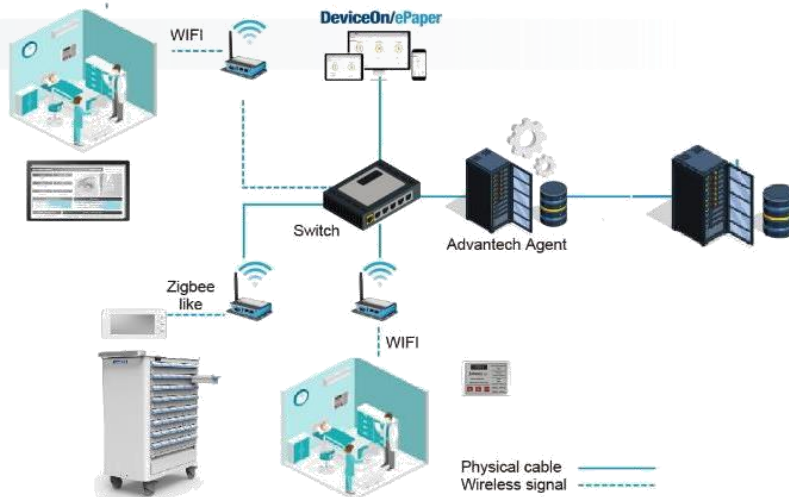 DeviceOn/ePaper
WIFI
Switch
Advantech Agent
Zigbee
like
WIFI
Physical cable
Wireless signal